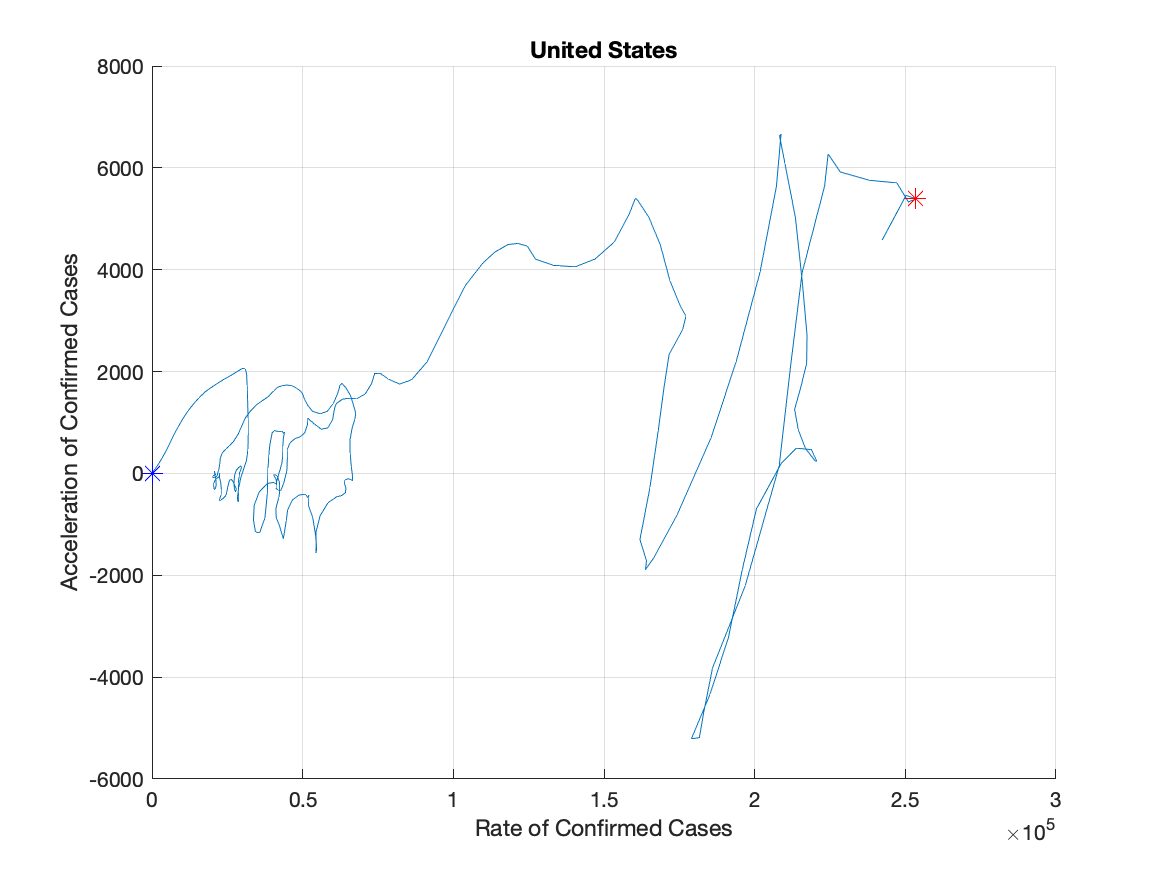 United States
8000
6000
4000
2000
0
-2000
-4000
-6000
Acceleration of Confirmed Cases
0 0.5 1 1.5 2 2.5 3
Rate of Confirmed Cases
×10^5